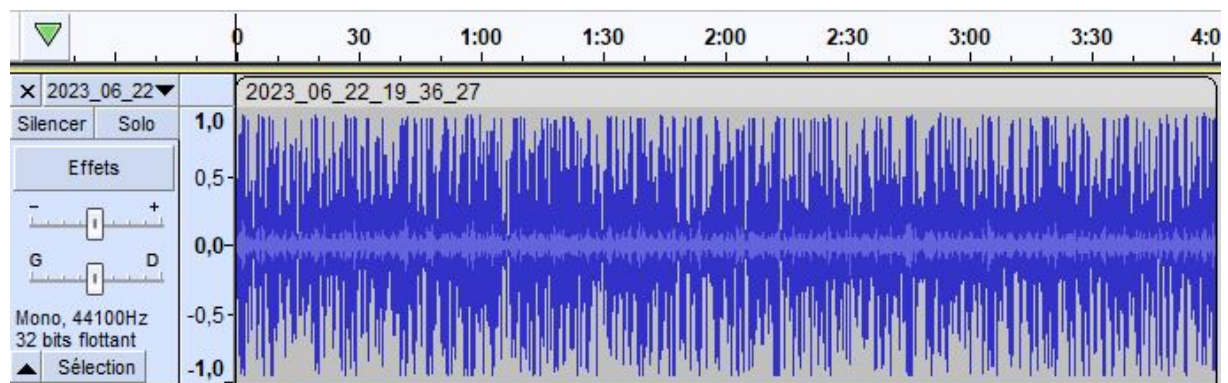 0 30 1:00 1:30 2:00 2:30 3:00 3:30 4:0
× 2023_06_22▼ 2023_06_22_19_36_27
Silencer Solo 1,0
Effets 0,5
- +
0,0
G D
Mono, 44100Hz -0,5
32 bits flottant
▲ Sélection -1,0